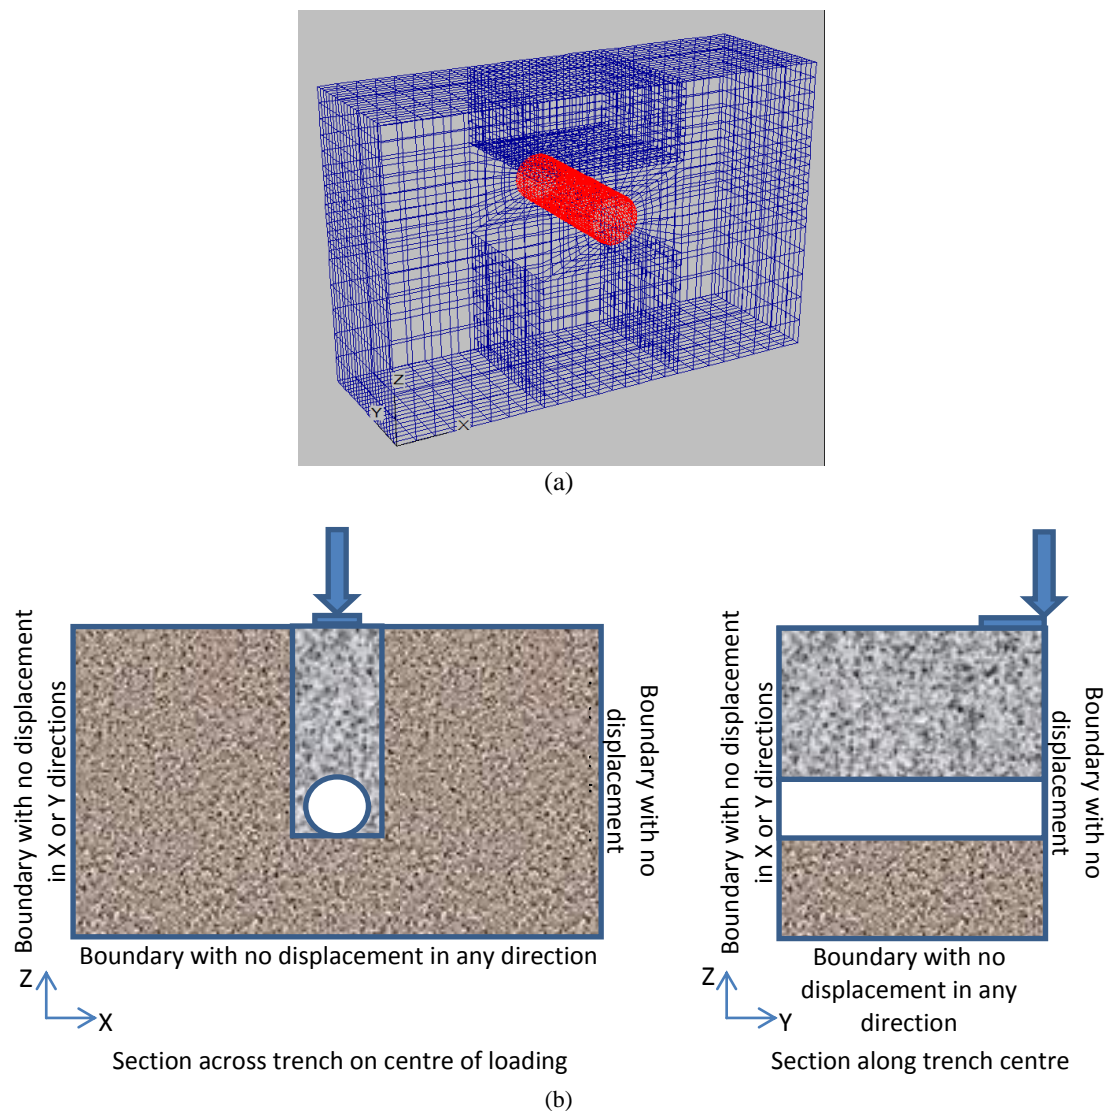 Z
Y
X
(a)
Boundary with no displacement
in X or Y directions
Boundary with no
displacement
Boundary with no displacement in any direction
Z
X
Section across trench on centre of loading
Boundary with no displacement
in X or Y directions
Boundary with no
displacement
Boundary with no
displacement in any
direction
Z
Y
Section along trench centre
(b)